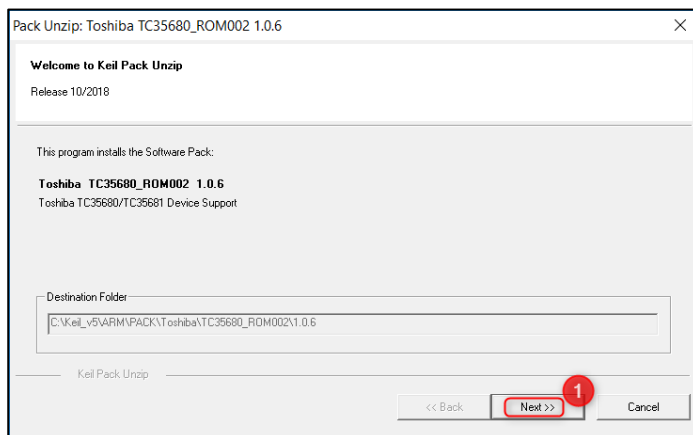 Pack Unzip: Toshiba TC35680_ROM002 1.0.6
Welcome to Keil Pack Unzip
Release 10/2018
This program installs the Software Pack:
Toshiba TC35680_ROM002 1.0.6
Toshiba TC35680/TC35681 Device Support
Destination Folder
C:\Keil_v5\ARM\PACK\Toshiba\TC35680_ROM002\1.0.6
Keil Pack Unzip
1
<< Back Next >> Cancel